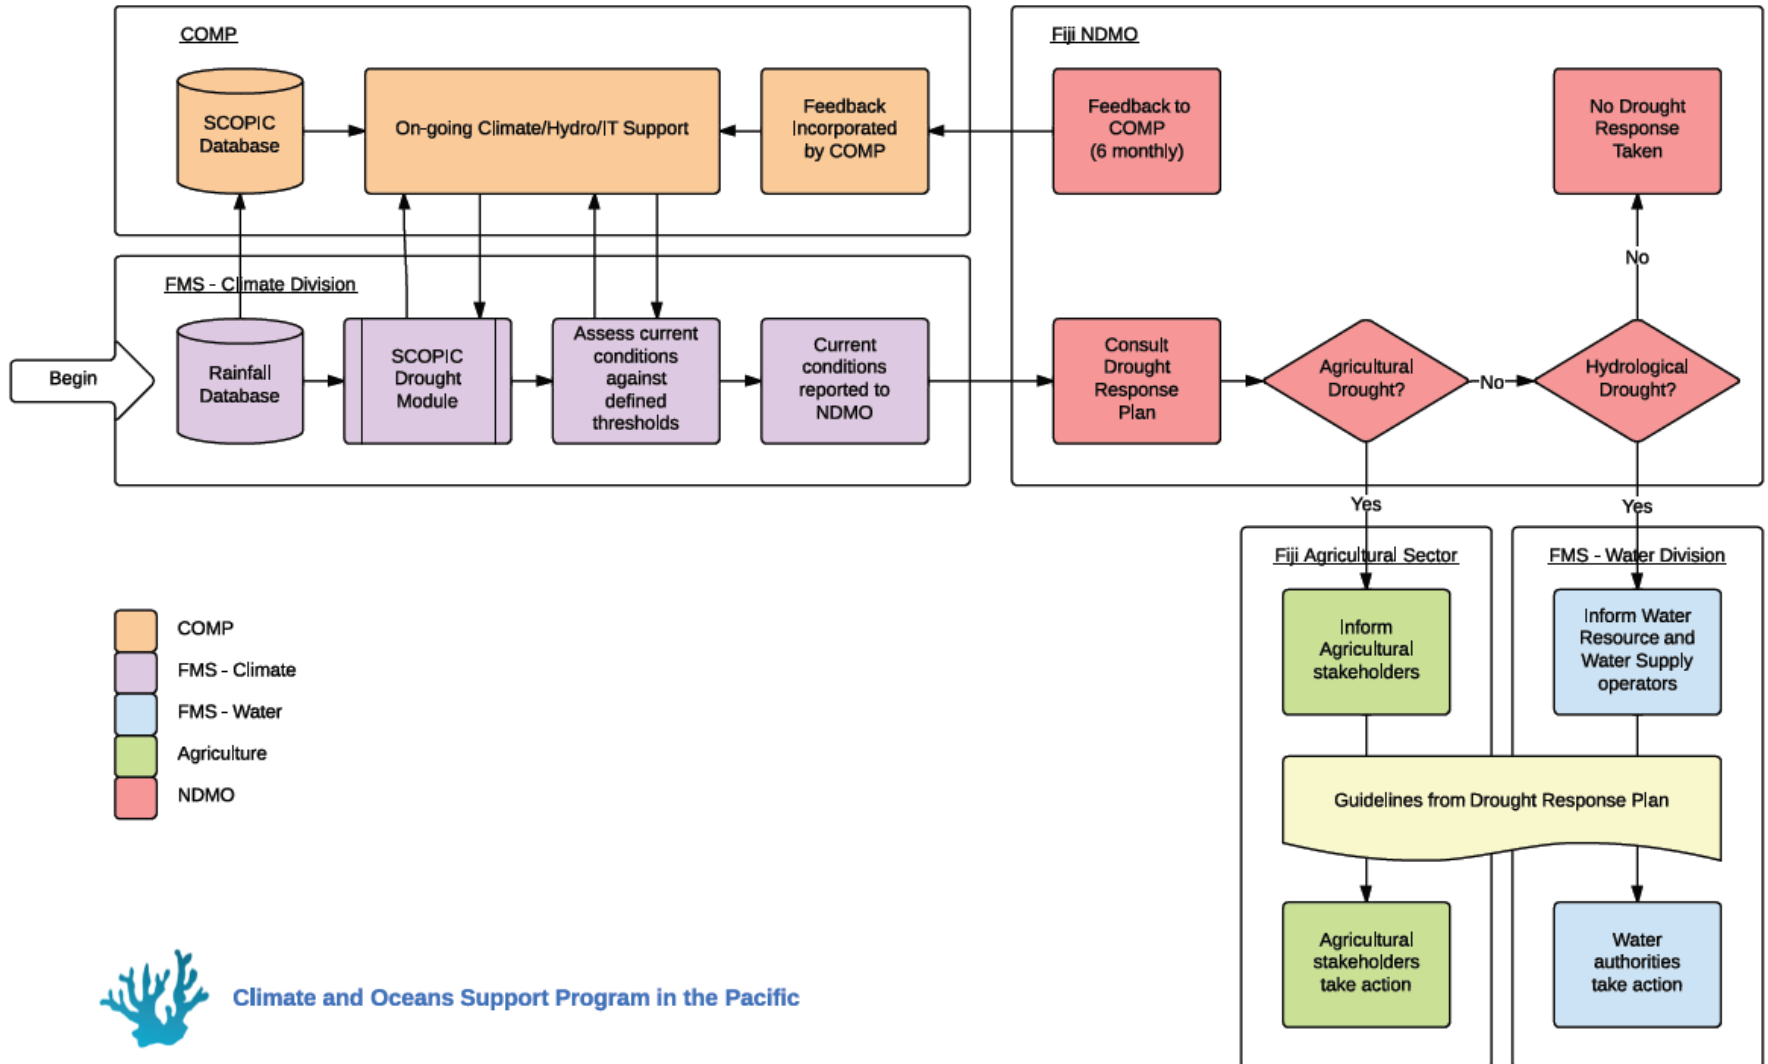 COMP
SCOPIC
Database
On-going Climate/Hydro/IT Support
Feedback
Incorporated
by COMP
Fiji NDMO
Feedback to
COMP
(6 monthly)
No Drought
Response
Taken
No
FMS - Climate Division
Begin
Rainfall
Database
SCOPIC
Drought
Module
Assess current
conditions
against
defined
thresholds
Current
conditions
reported to
NDMO
Consult
Drought
Response
Plan
Agricultural
Drought?
No
Hydrological
Drought?
Yes
Yes
Fiji Agricultural Sector
Inform
Agricultural
stakeholders
FMS - Water Division
Inform Water
Resource and
Water Supply
operators
Guidelines from Drought Response Plan
Agricultural
stakeholders
take action
Water
authorities
take action
COMP
FMS - Climate
FMS - Water
Agriculture
NDMO
Climate and Oceans Support Program in the Pacific